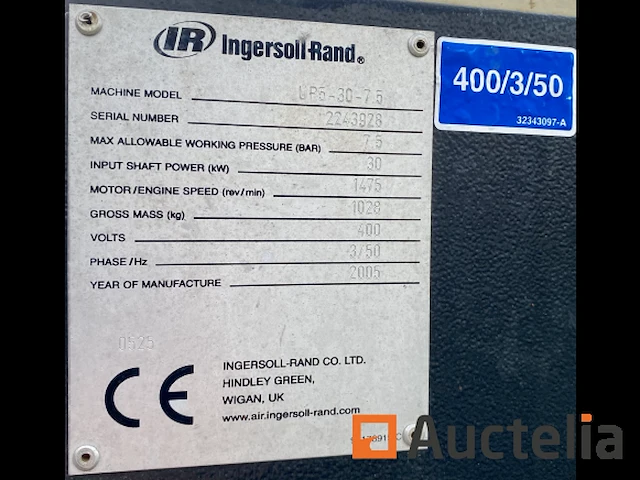 IR Ingersoll-Rand®
MACHINE MODEL UP5-30-7.5
SERIAL NUMBER 2243928
MAX ALLOWABLE WORKING PRESSURE (BAR) 7.5
INPUT SHAFT POWER (kW) 30
MOTOR/ENGINE SPEED (rev/min) 1475
GROSS MASS (kg) 1028
VOLTS 400
PHASE/Hz 3/50
YEAR OF MANUFACTURE 2005
0525
CE
INGERSOLL-RAND CO. LTD.
HINDLEY GREEN,
WIGAN, UK
www.air.ingersoll-rand.com
400/3/50
32343097-A
Auctelia